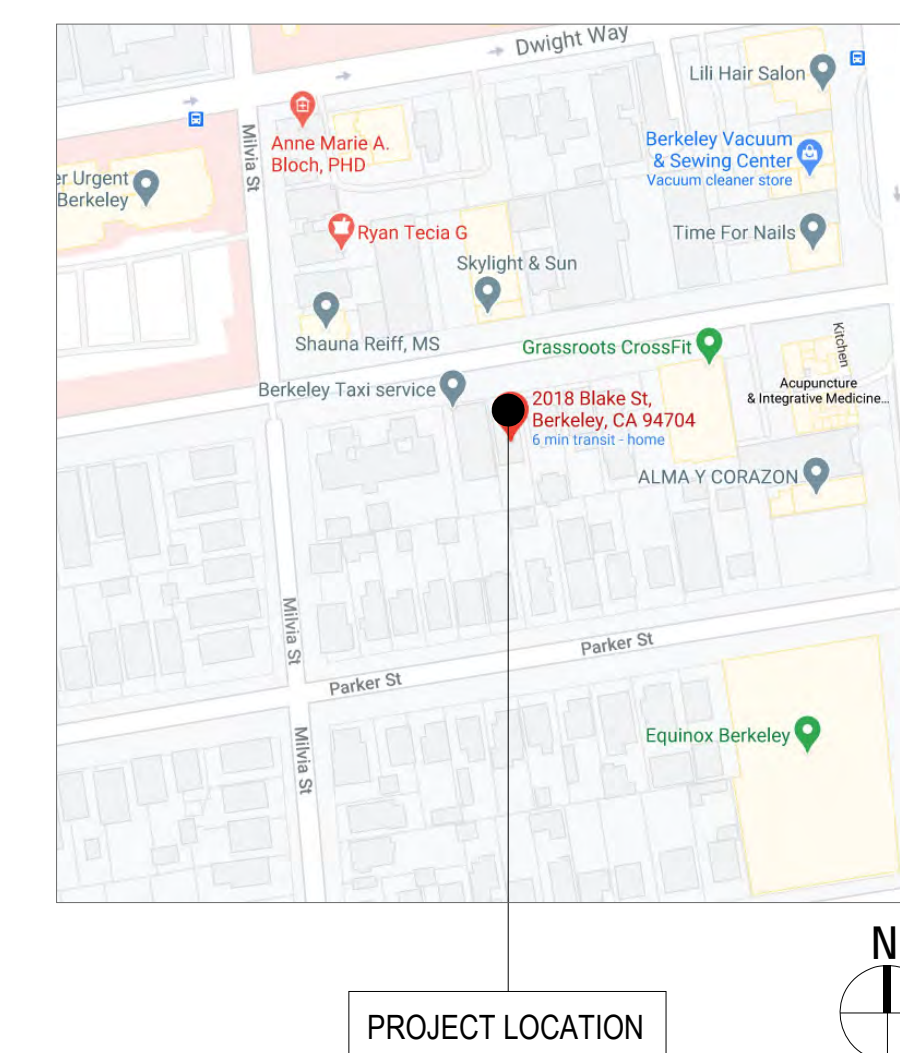 Dwight Way
Lili Hair Salon
Anne Marie A.
Bloch, PHD
Milvia St
Berkeley Vacuum
& Sewing Center
Vacuum cleaner store
er Urgent
Berkeley
Ryan Tecia G
Time For Nails
Skylight & Sun
Shauna Reiff, MS
Grassroots CrossFit
Kitchen
Berkeley Taxi service
Acupuncture
& Integrative Medicine...
2018 Blake St,
Berkeley, CA 94704
6 min transit - home
ALMA Y CORAZON
Milvia St
Parker St
Parker St
Milvia St
Equinox Berkeley
N
PROJECT LOCATION